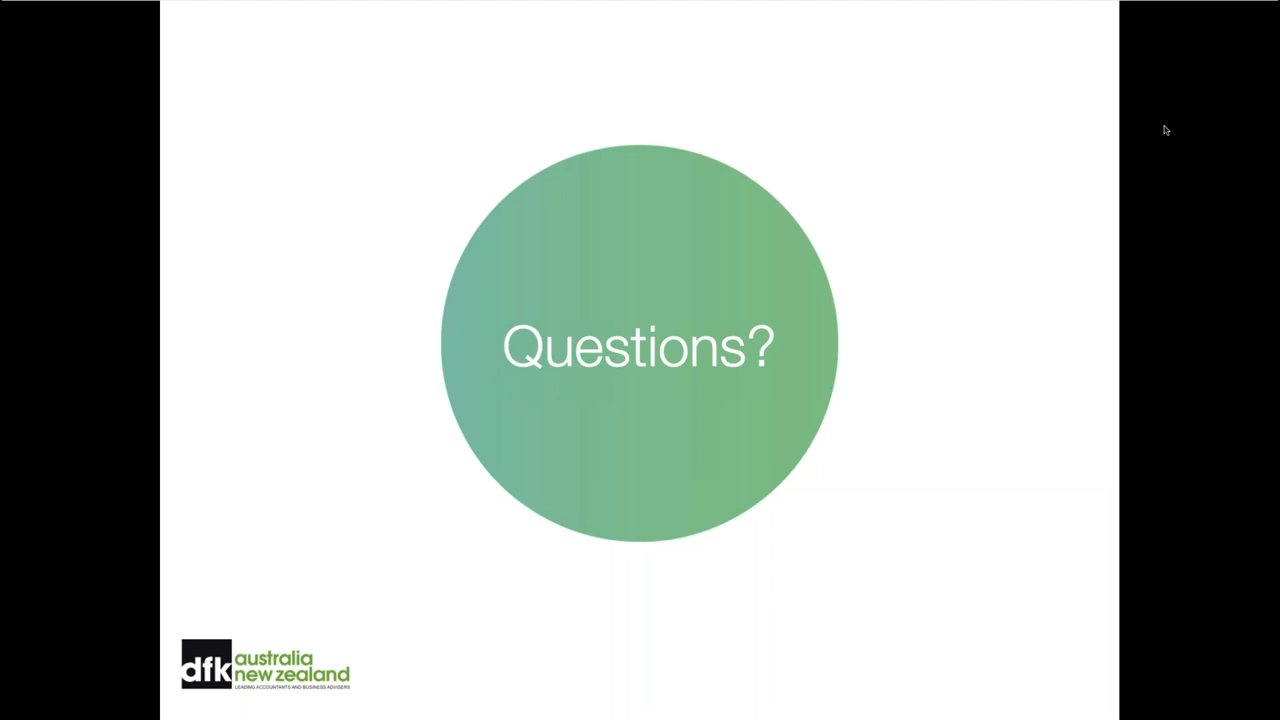 Questions?
dfk
australia
new zealand
LEADING ACCOUNTANTS AND BUSINESS ADVISERS